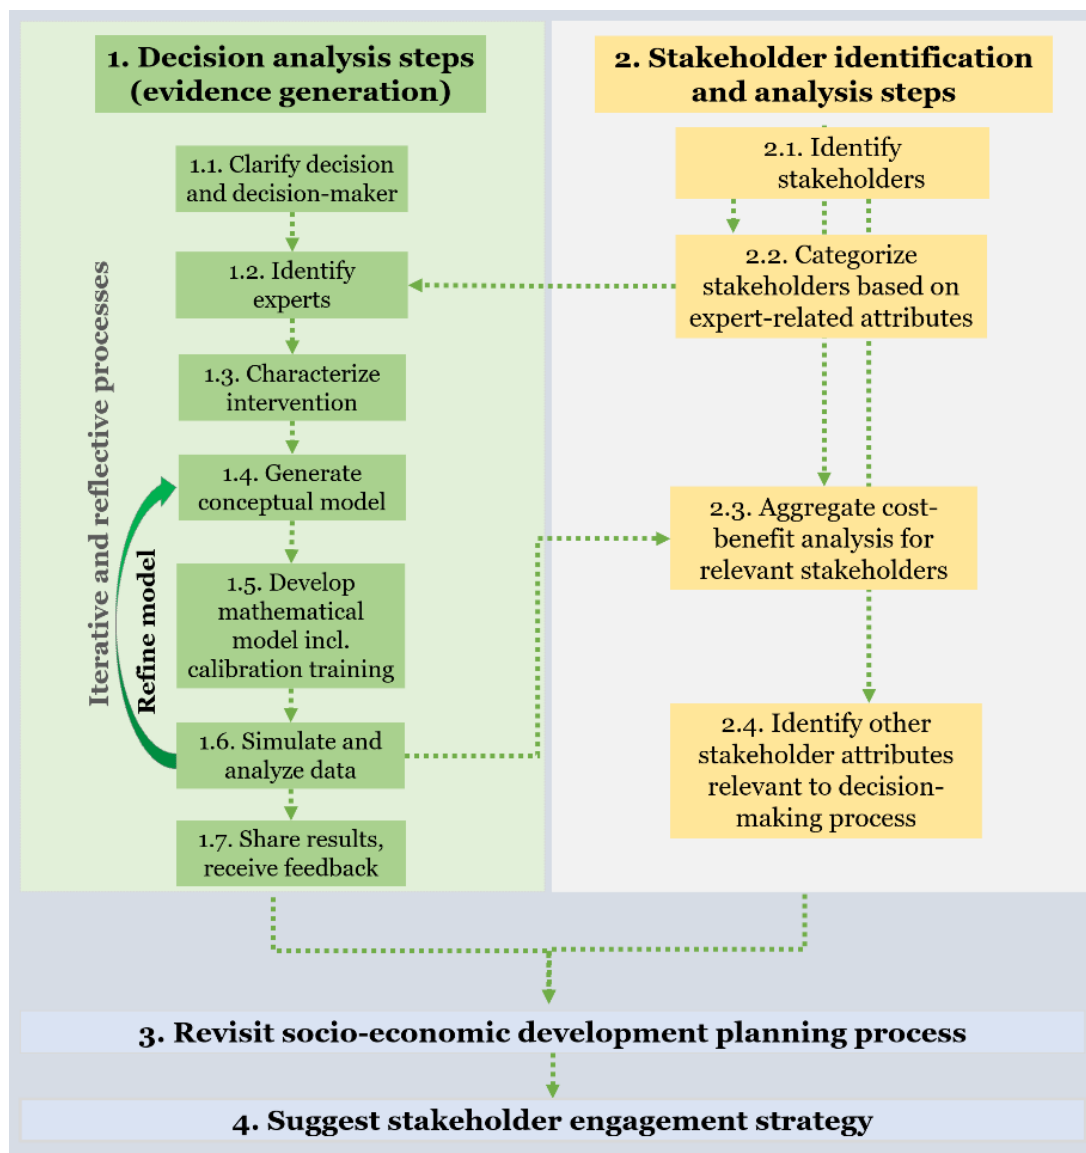 1. Decision analysis steps
(evidence generation)
1.1. Clarify decision
and decision-maker
1.2. Identify
experts
1.3. Characterize
intervention
1.4. Generate
conceptual model
1.5. Develop
mathematical
model incl.
calibration training
1.6. Simulate and
analyze data
1.7. Share results,
receive feedback
Iterative and reflective processes
Refine model
2. Stakeholder identification
and analysis steps
2.1. Identify
stakeholders
2.2. Categorize
stakeholders based on
expert-related attributes
2.3. Aggregate cost-
benefit analysis for
relevant stakeholders
2.4. Identify other
stakeholder attributes
relevant to decision-
making process
3. Revisit socio-economic development planning process
4. Suggest stakeholder engagement strategy